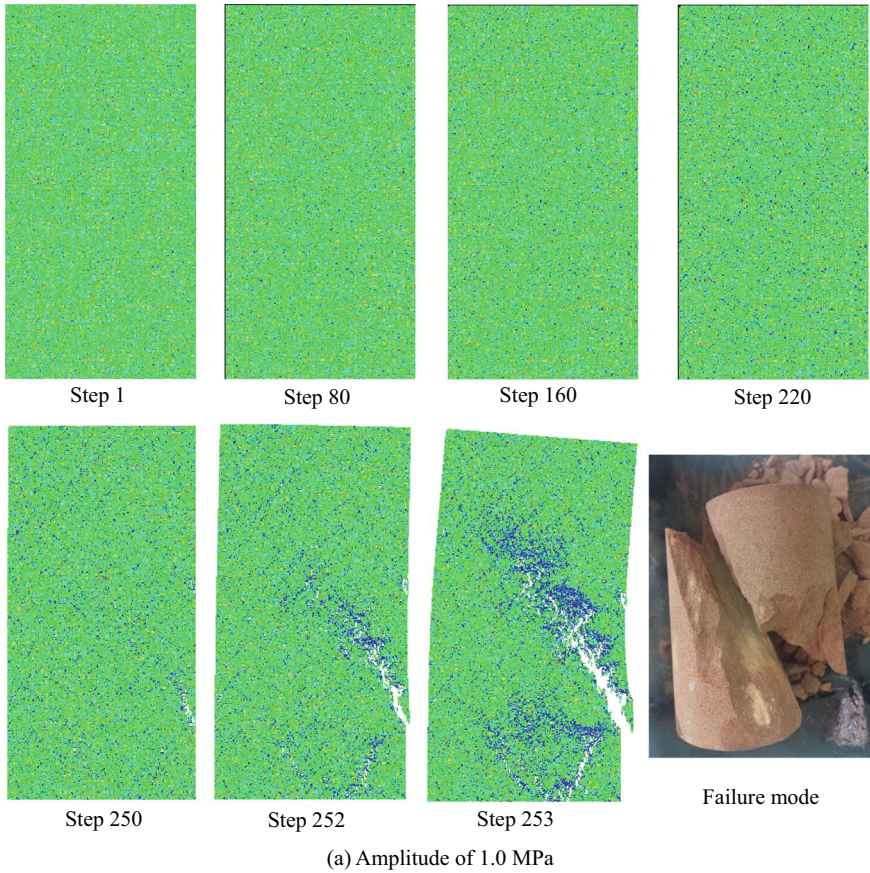 Step 1
Step 80
Step 160
Step 220
Step 250
Step 252
Step 253
Failure mode
(a) Amplitude of 1.0 MPa